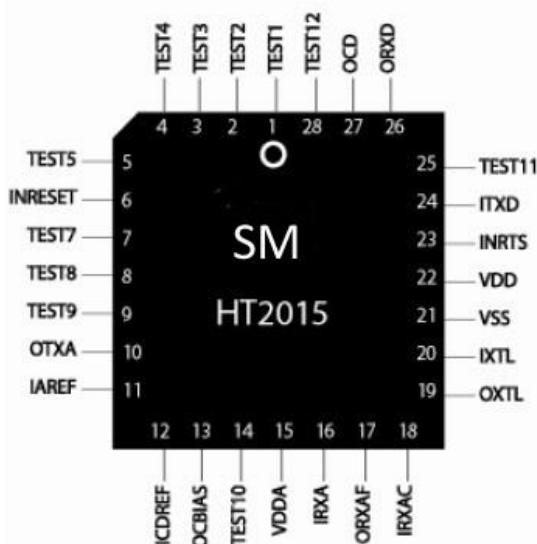 TEST4 TEST3 TEST2 TEST1 TEST12 OCD ORXD
4 3 2 1 28 27 26
TEST5 5 25 TEST11
INRESET 6 24 ITXD
TEST7 7 23 INRTS
TEST8 8 22 VDD
TEST9 9 21 VSS
OTXA 10 20 IXTL
IAREF 11 19 OXTL
SM
HT2015
12 13 14 15 16 17 18
ICDREF OCBIAS TEST10 VDDA IRXA ORXAF IRXAC